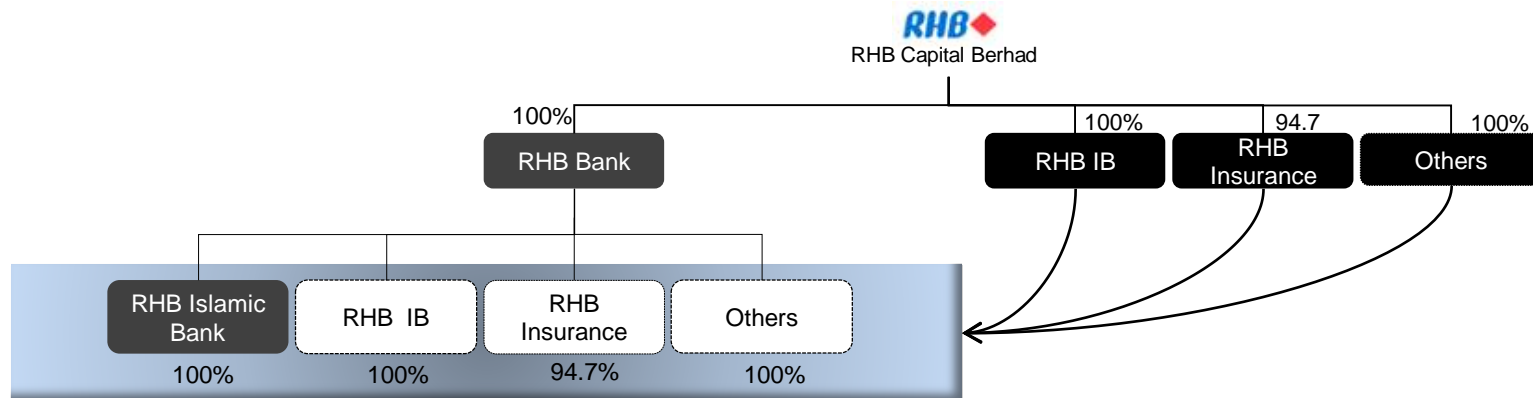 RHB
RHB Capital Berhad
100%
100%
94.7
100%
RHB Bank
RHB IB
RHB
Insurance
Others
RHB Islamic
Bank
RHB IB
RHB
Insurance
Others
100%
100%
94.7%
100%